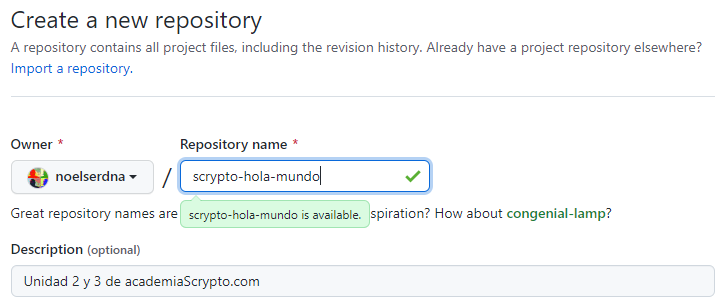 Create a new repository
A repository contains all project files, including the revision history. Already have a project repository elsewhere?
Import a repository.
Owner *
Repository name *
noelserdna
/
scrypto-hola-mundo
Great repository names are
scrypto-hola-mundo is available.
spiration? How about congenial-lamp?
Description (optional)
Unidad 2 y 3 de academiaScrypto.com